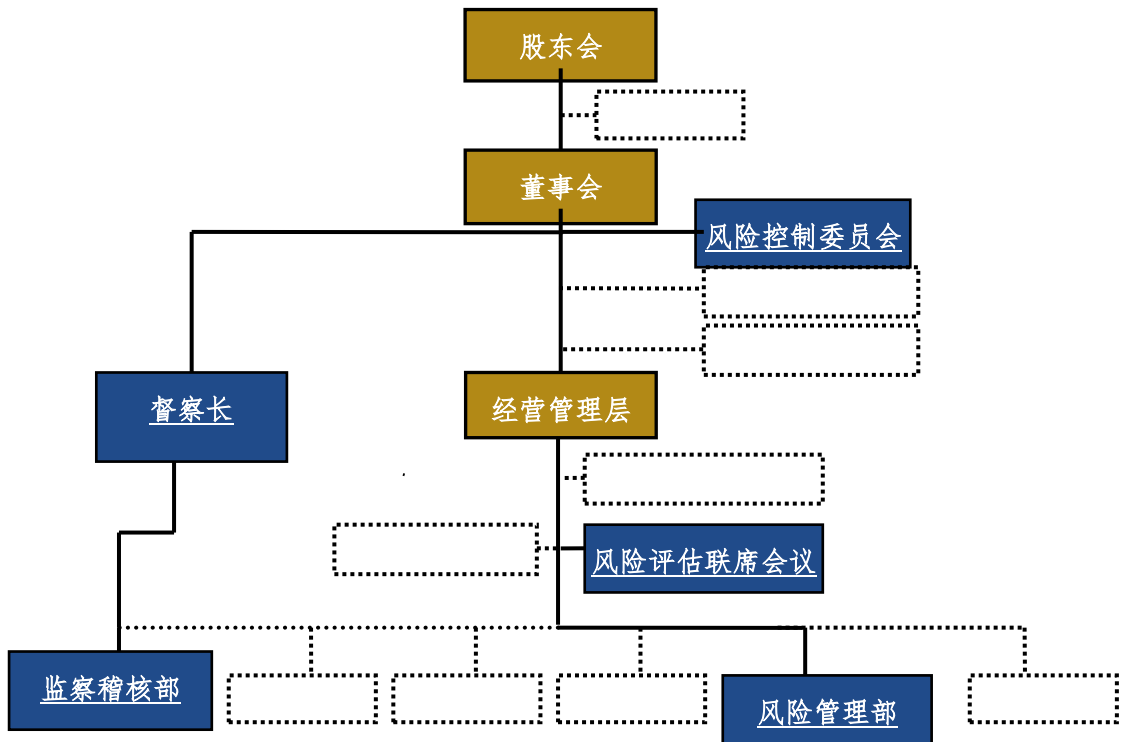 股东会
董事会
风险控制委员会
督察长
经营管理层
风险评估联席会议
监察稽核部
风险管理部